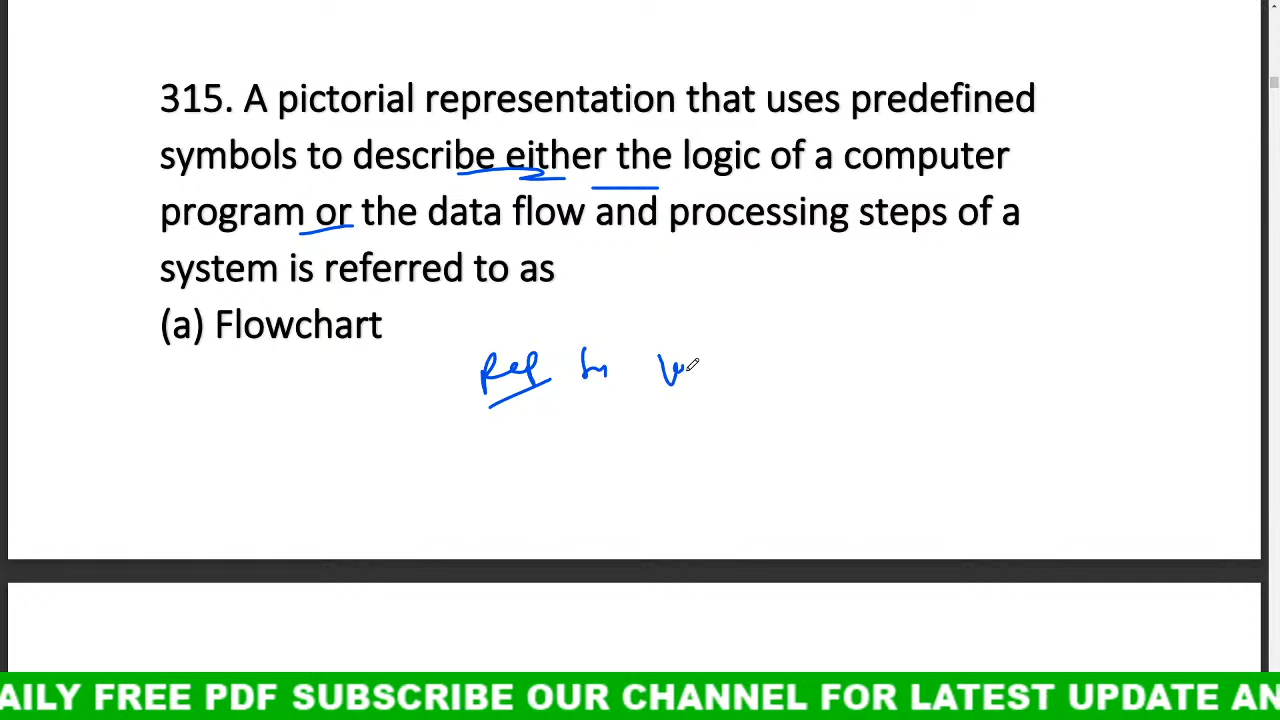 315. A pictorial representation that uses predefined
symbols to describe either the logic of a computer
program or the data flow and processing steps of a
system is referred to as
(a) Flowchart
Rep in
AILY FREE PDF SUBSCRIBE OUR CHANNEL FOR LATEST UPDATE AN